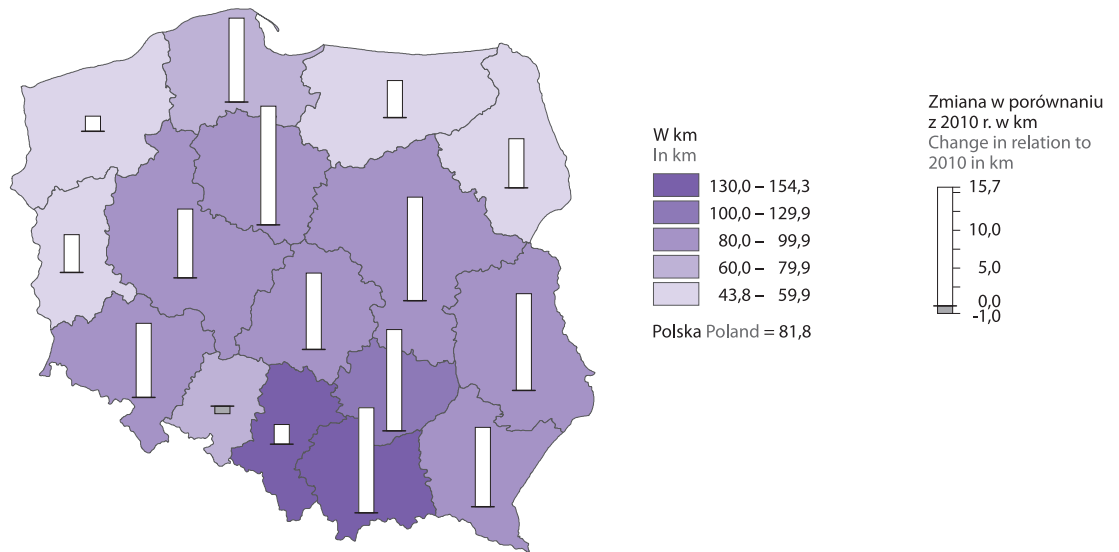 W km
In km
130,0 – 154,3
100,0 – 129,9
80,0 – 99,9
60,0 – 79,9
43,8 – 59,9
Polska Poland = 81,8
Zmiana w porównaniu
z 2010 r. w km
Change in relation to
2010 in km
15,7
10,0
5,0
0,0
-1,0